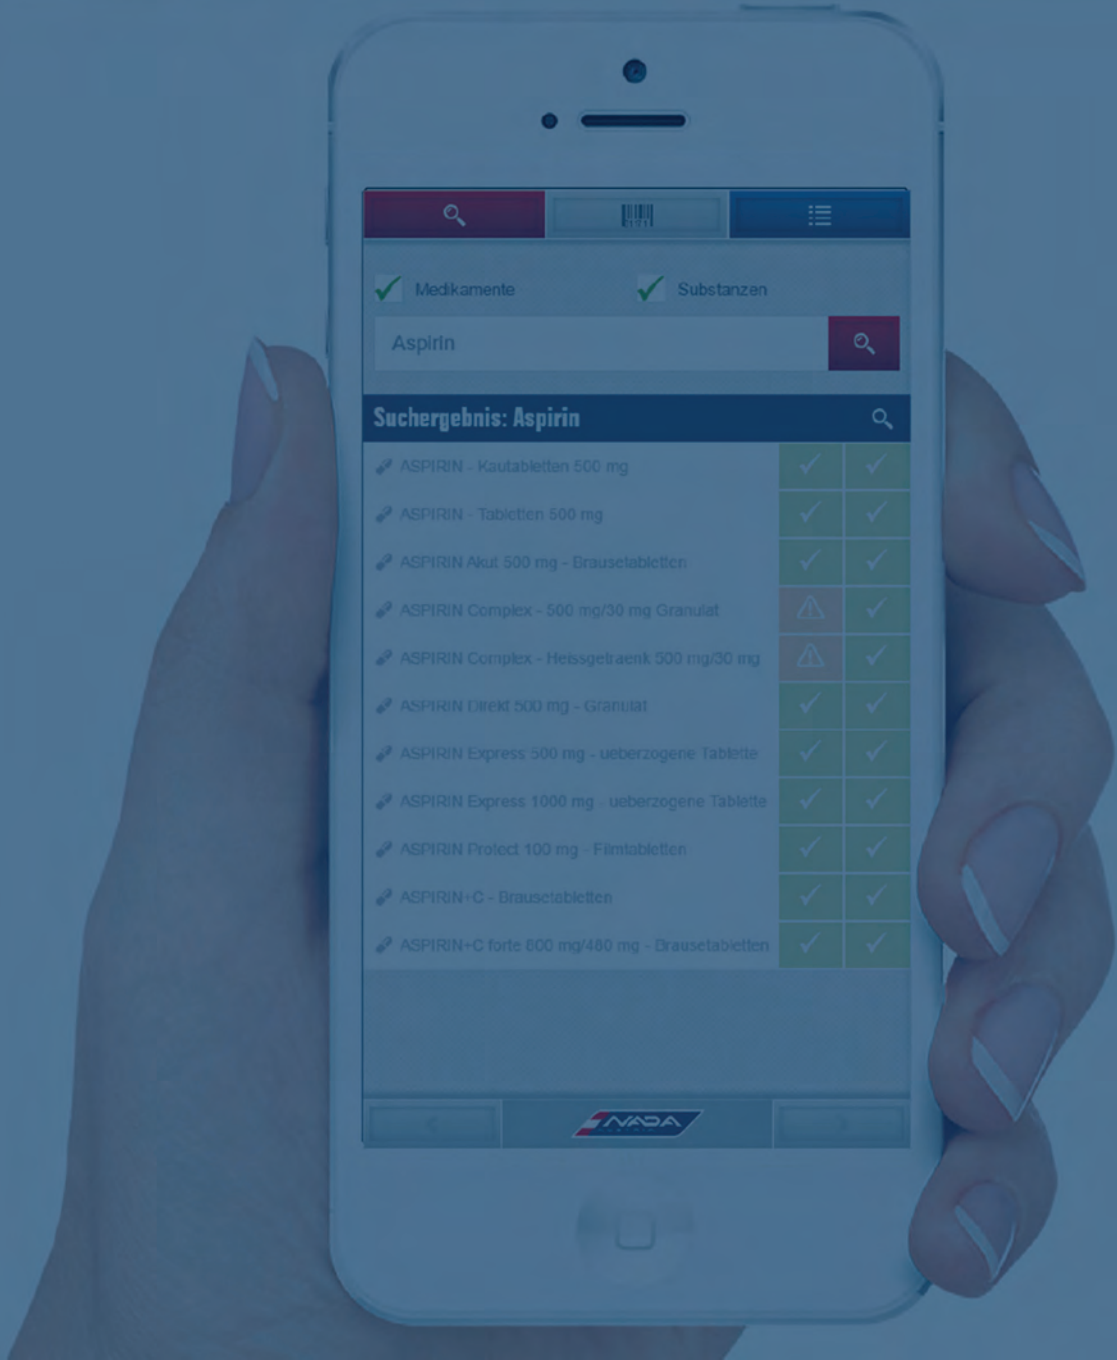 Medikamente Substanzen
Aspirin
Suchergebnis: Aspirin
ASPIRIN - Kautabletten 500 mg
ASPIRIN - Tabletten 500 mg
ASPIRIN Akut 500 mg - Brausetabletten
ASPIRIN Complex - 500 mg/30 mg Granulat
ASPIRIN Complex - Heissgetraenk 500 mg/30 mg
ASPIRIN Direkt 500 mg - Granulat
ASPIRIN Express 500 mg - ueberzogene Tablette
ASPIRIN Express 1000 mg - ueberzogene Tablette
ASPIRIN Protect 100 mg - Filmtabletten
ASPIRIN+C - Brausetabletten
ASPIRIN+C forte 800 mg/480 mg - Brausetabletten
NADA